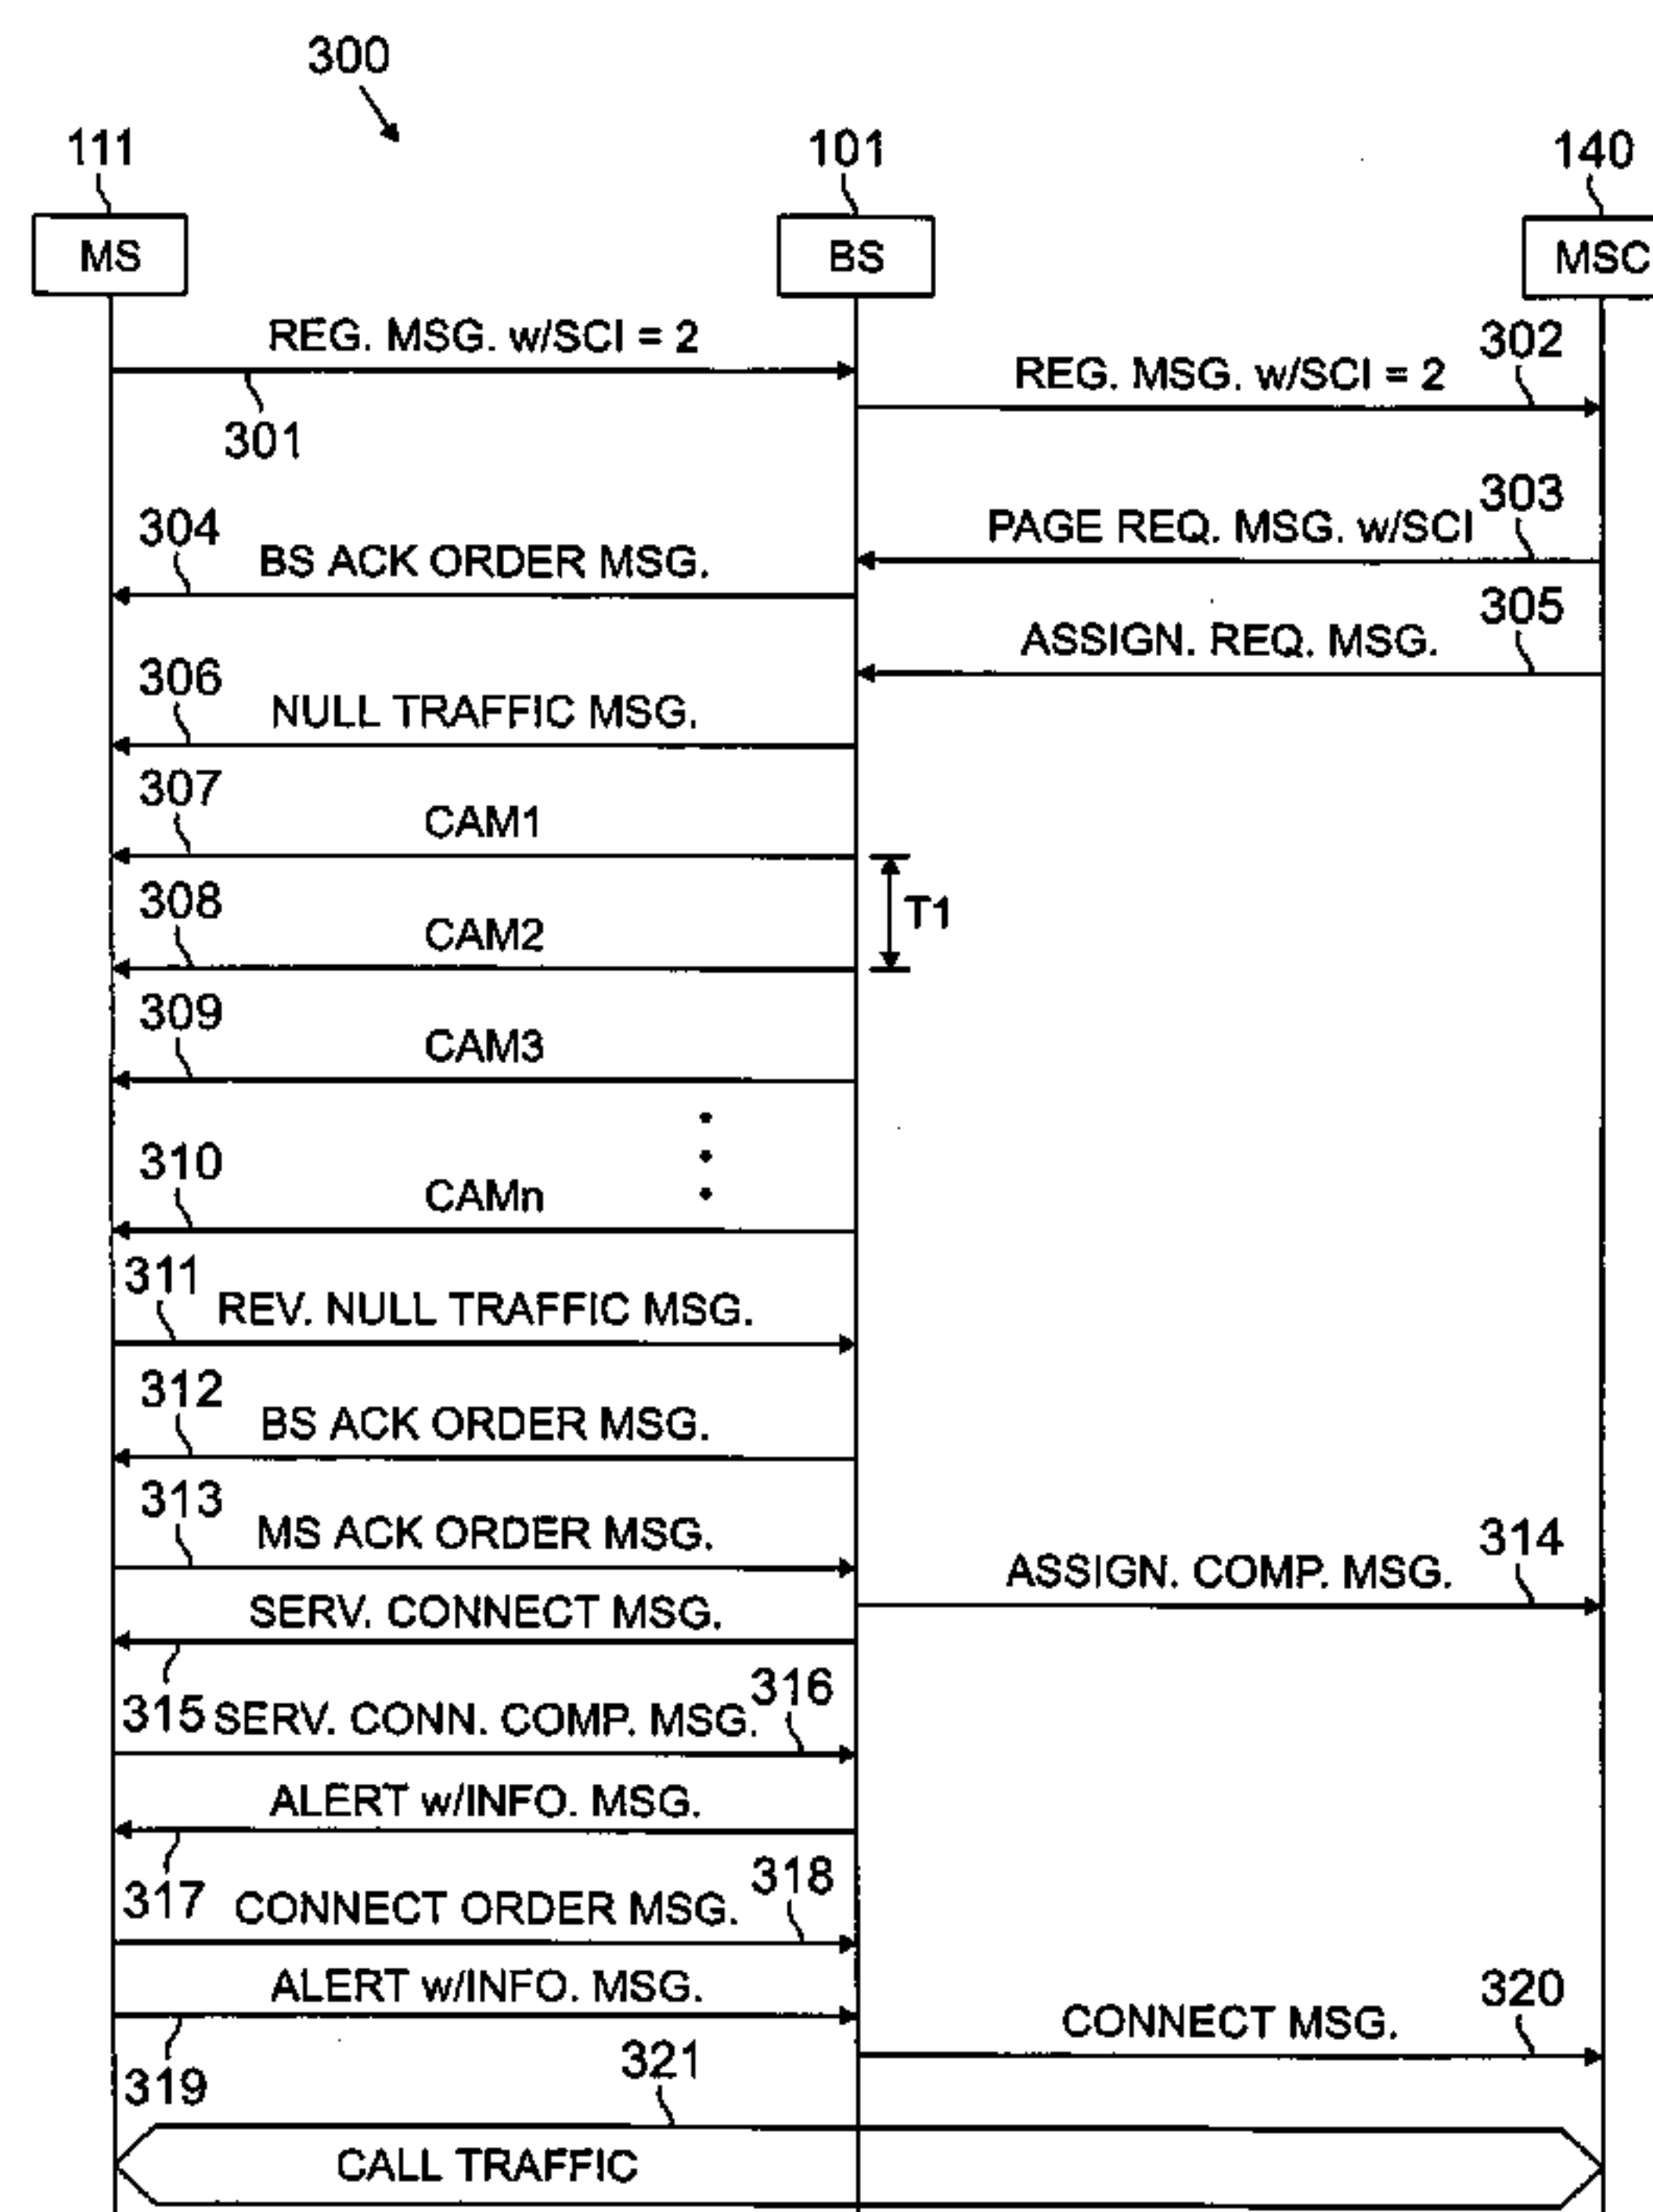 300
111
101
140
MS
BS
MSC
REG. MSG. w/SCI = 2
301
REG. MSG. w/SCI = 2
302
PAGE REQ. MSG. w/SCI
303
304
BS ACK ORDER MSG.
ASSIGN. REQ. MSG.
305
306
NULL TRAFFIC MSG.
307
CAM1
T1
308
CAM2
309
CAM3
310
CAMn
311
REV. NULL TRAFFIC MSG.
312
BS ACK ORDER MSG.
313
MS ACK ORDER MSG.
ASSIGN. COMP. MSG.
314
SERV. CONNECT MSG.
315
SERV. CONN. COMP. MSG.
316
ALERT w/INFO. MSG.
317
CONNECT ORDER MSG.
318
ALERT w/INFO. MSG.
319
CONNECT MSG.
320
321
CALL TRAFFIC